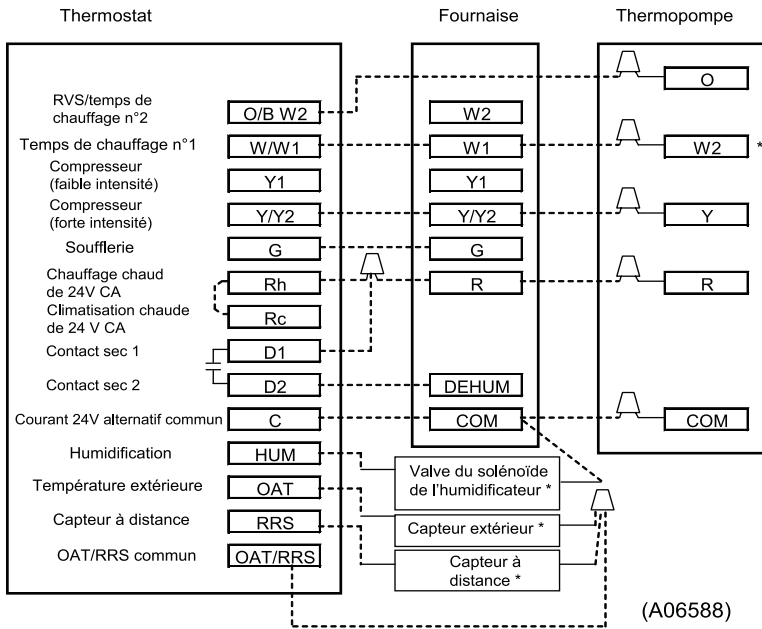 Thermostat
Fournaise
Thermopompe
O
RVS/temps de
chauffage n°2
O/B W2
W2
Temps de chauffage n°1
W/W1
W1
W2 *
Compresseur
(faible intensité)
Y1
Y1
Compresseur
(forte intensité)
Y/Y2
Y/Y2
Y
Soufflerie
G
G
Chauffage chaud
de 24V CA
Rh
R
R
Climatisation chaude
de 24 V CA
Rc
Contact sec 1
D1
Contact sec 2
D2
DEHUM
Courant 24V alternatif commun
C
COM
COM
Humidification
HUM
Valve du solénoïde
de l'humidificateur *
Température extérieure
OAT
Capteur extérieur *
Capteur à distance
RRS
Capteur à
distance *
OAT/RRS commun
OAT/RRS
(A06588)